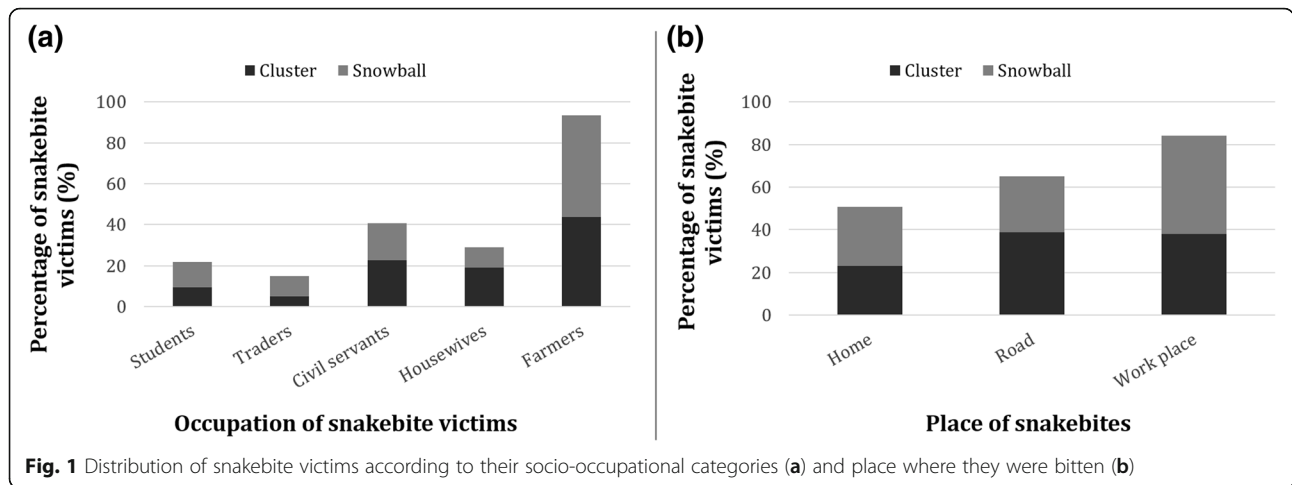 (a)
Cluster Snowball
Percentage of snakebite
victims (%)
100
80
60
40
20
0
Students
Traders
Civil servants
Housewives
Farmers
Occupation of snakebite victims
(b)
Cluster Snowball
Percentage of snakebite
victims (%)
100
80
60
40
20
0
Home
Road
Work place
Place of snakebites
Fig. 1 Distribution of snakebite victims according to their socio-occupational categories (a) and place where they were bitten (b)